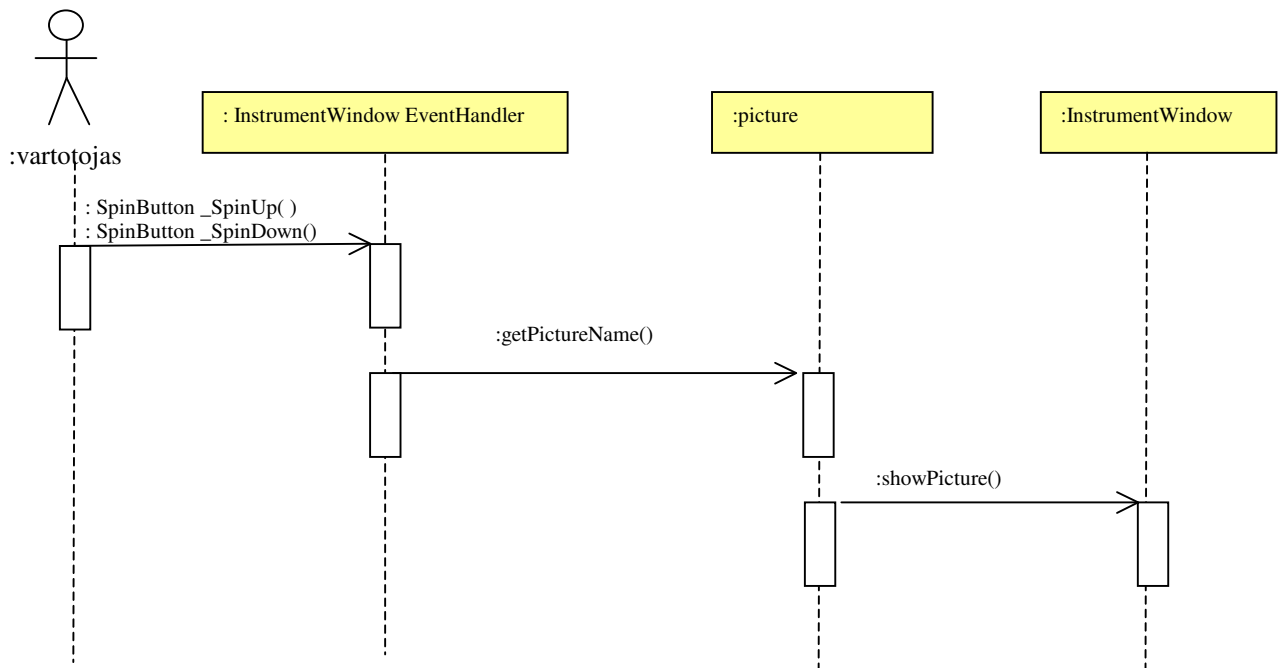 : InstrumentWindow EventHandler
:picture
:InstrumentWindow
:vartotojas
: SpinButton _SpinUp( )
: SpinButton _SpinDown()
:getPictureName()
:showPicture()